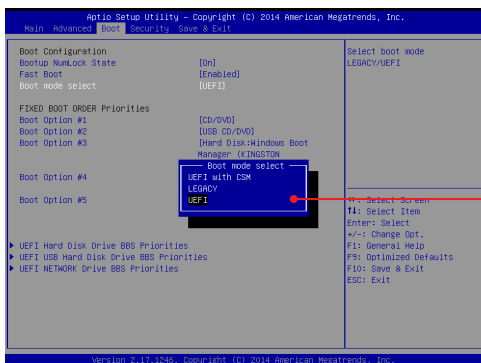 Aptio Setup Utility – Copyright (C) 2014 American Megatrends, Inc.
Main Advanced Boot Security Save & Exit
Boot Configuration
Bootup NumLock State [On]
Fast Boot [Enabled]
Boot mode select [UEFI]
FIXED BOOT ORDER Priorities
Boot Option #1 [CD/DVD]
Boot Option #2 [USB CD/DVD]
Boot Option #3 [Hard Disk:Windows Boot
Manager (KINGSTON
Boot mode select
UEFI with CSM
LEGACY
UEFI
Boot Option #4
Boot Option #5
UEFI Hard Disk Drive BBS Priorities
UEFI USB Hard Disk Drive BBS Priorities
UEFI NETWORK Drive BBS Priorities
Select boot mode
LEGACY/UEFI
Select Screen
↑↓: Select Item
Enter: Select
+/-: Change Opt.
F1: General Help
F9: Optimized Defaults
F10: Save & Exit
ESC: Exit
Version 2.17.1246. Copyright (C) 2014 American Megatrends, Inc.